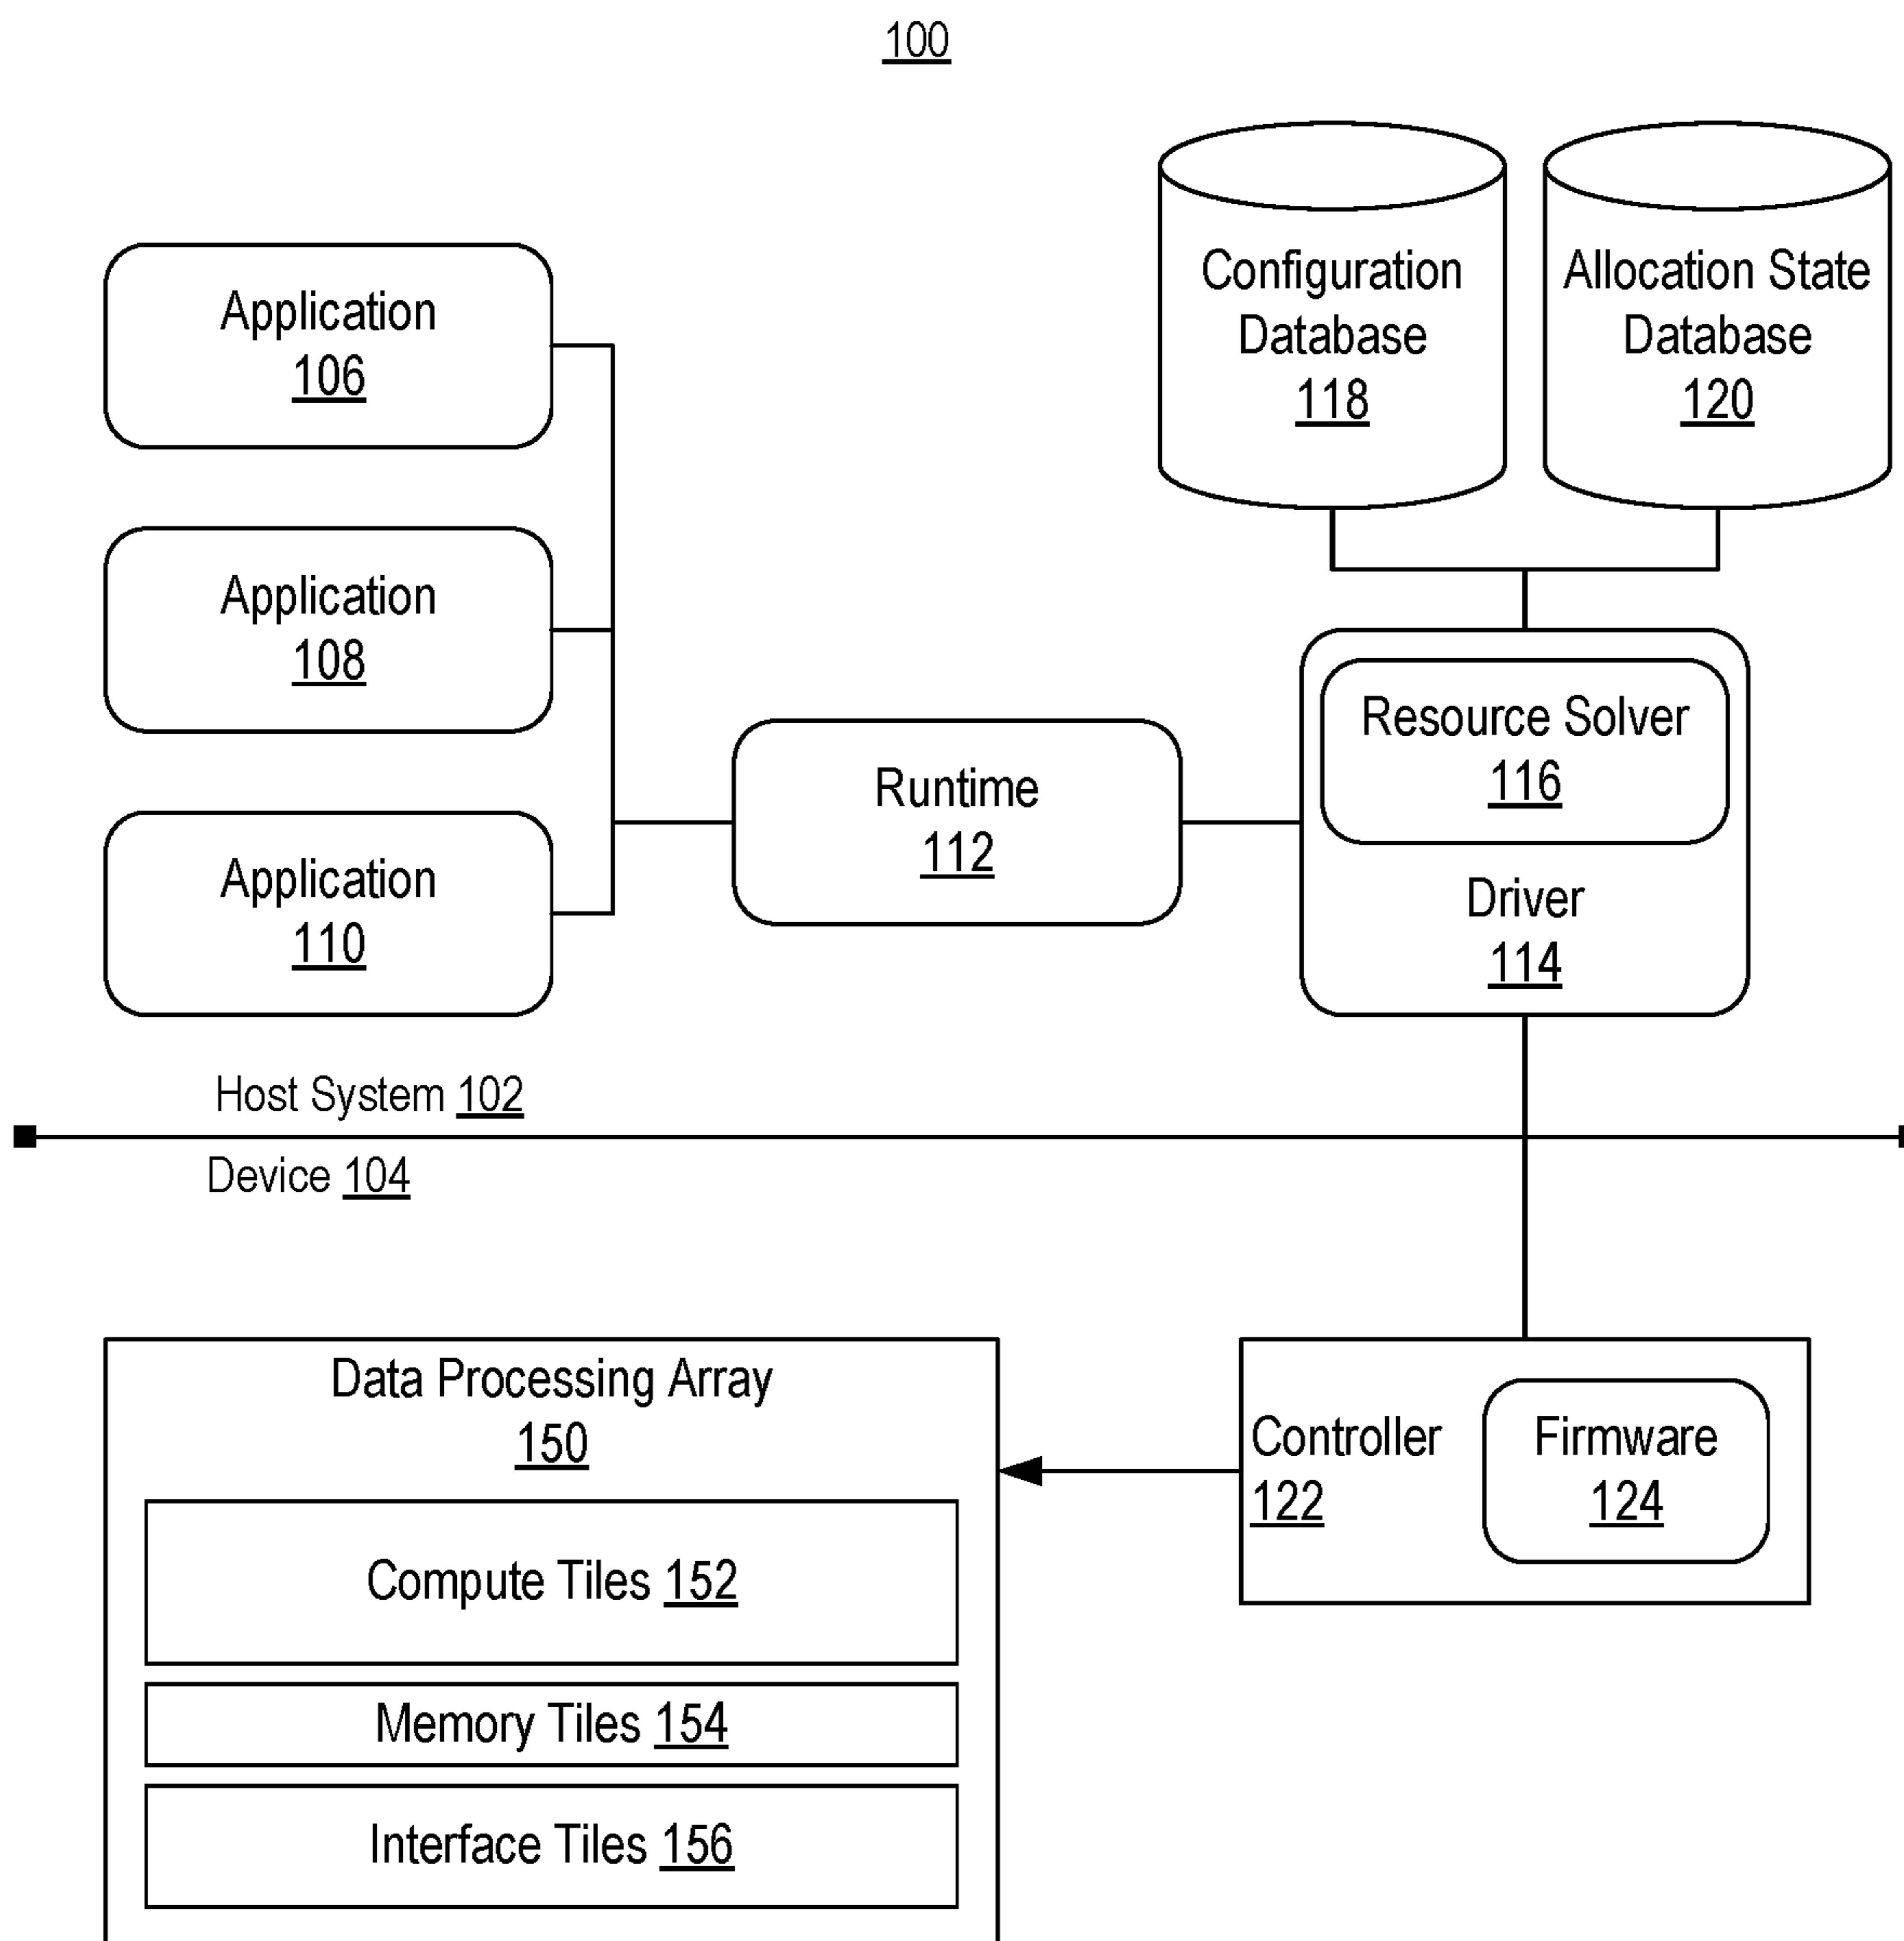 100
Configuration
Database
118
Allocation State
Database
120
Application
106
Application
108
Application
110
Runtime
112
Resource Solver
116
Driver
114
Host System 102
Device 104
Data Processing Array
150
Compute Tiles 152
Memory Tiles 154
Interface Tiles 156
Controller
122
Firmware
124